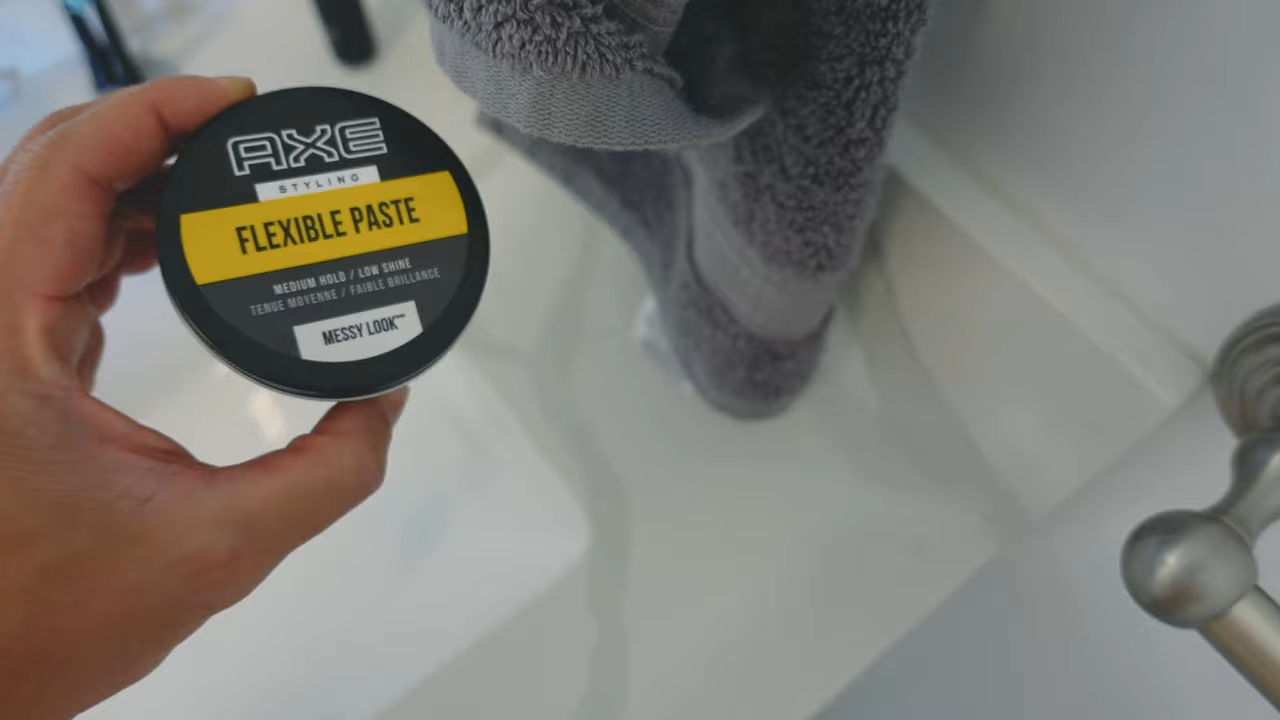 AXE
STYLING
FLEXIBLE PASTE
MEDIUM HOLD / LOW SHINE
TENUE MOYENNE / FAIBLE BRILLANCE
MESSY LOOK™